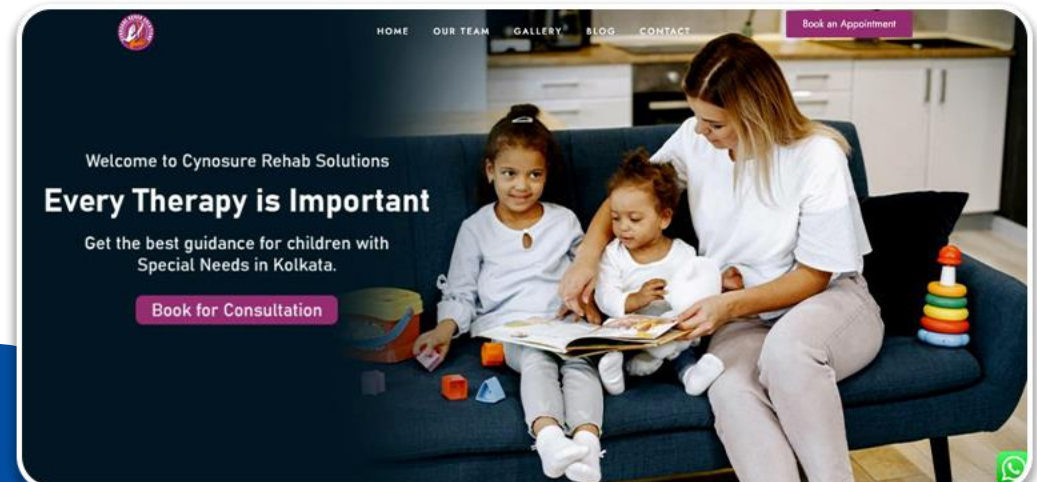 HOME OUR TEAM GALLERY BLOG CONTACT
Book an Appointment
Welcome to Cynosure Rehab Solutions
Every Therapy is Important
Get the best guidance for children with
Special Needs in Kolkata.
Book for Consultation